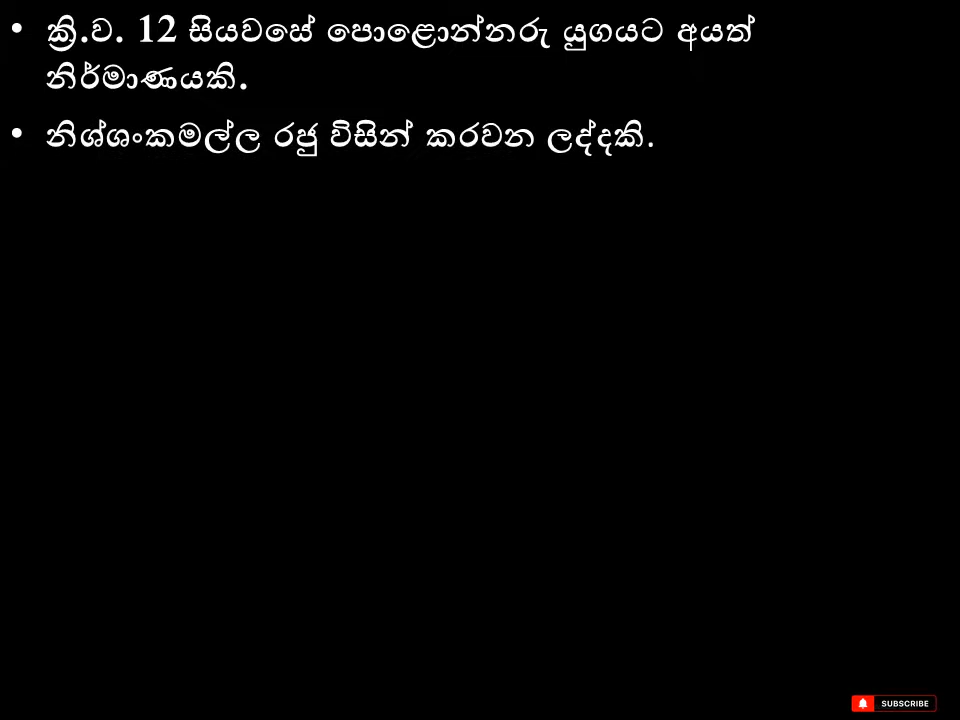 • ක්‍රි.ව. 12 සියවසේ පොළොන්නරු යුගයට අයත්
නිර්මාණයකි.
• නිශ්ශංකමල්ල රජු විසින් කරවන ලද්දකි.
SUBSCRIBE